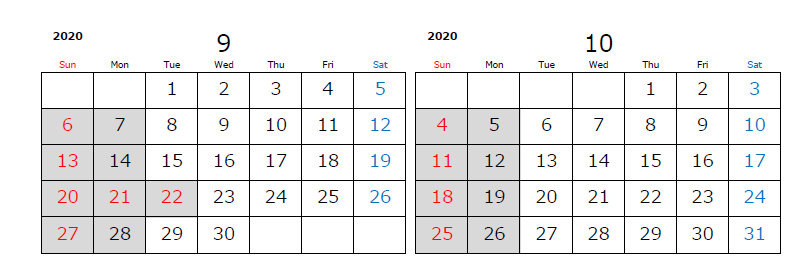 2020 9
Sun Mon Tue Wed Thu Fri Sat
1 2 3 4 5
6 7 8 9 10 11 12
13 14 15 16 17 18 19
20 21 22 23 24 25 26
27 28 29 30
2020 10
Sun Mon Tue Wed Thu Fri Sat
1 2 3
4 5 6 7 8 9 10
11 12 13 14 15 16 17
18 19 20 21 22 23 24
25 26 27 28 29 30 31